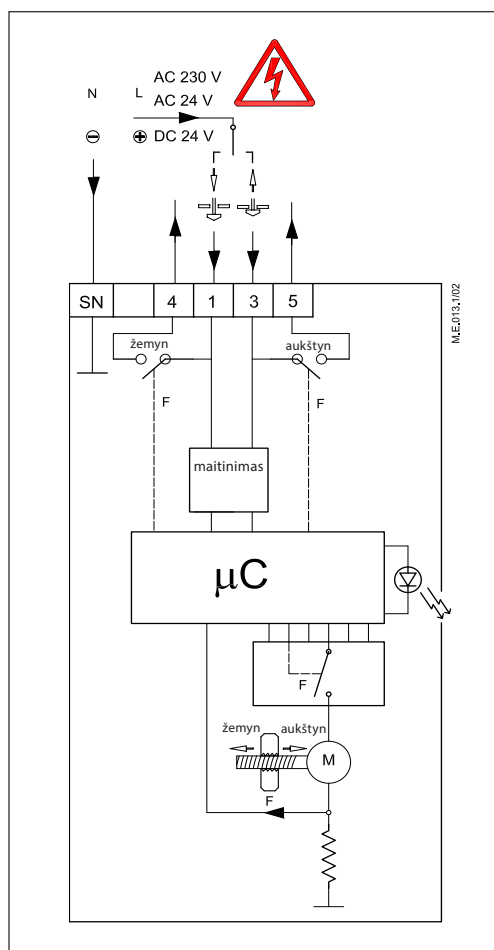 AC 230 V
N L AC 24 V
⊖ ⊕ DC 24 V
SN 4 1 3 5
M.E.013.1/02
žemyn aukštyn
F F
maitinimas
µC
F
žemyn aukštyn
M
F